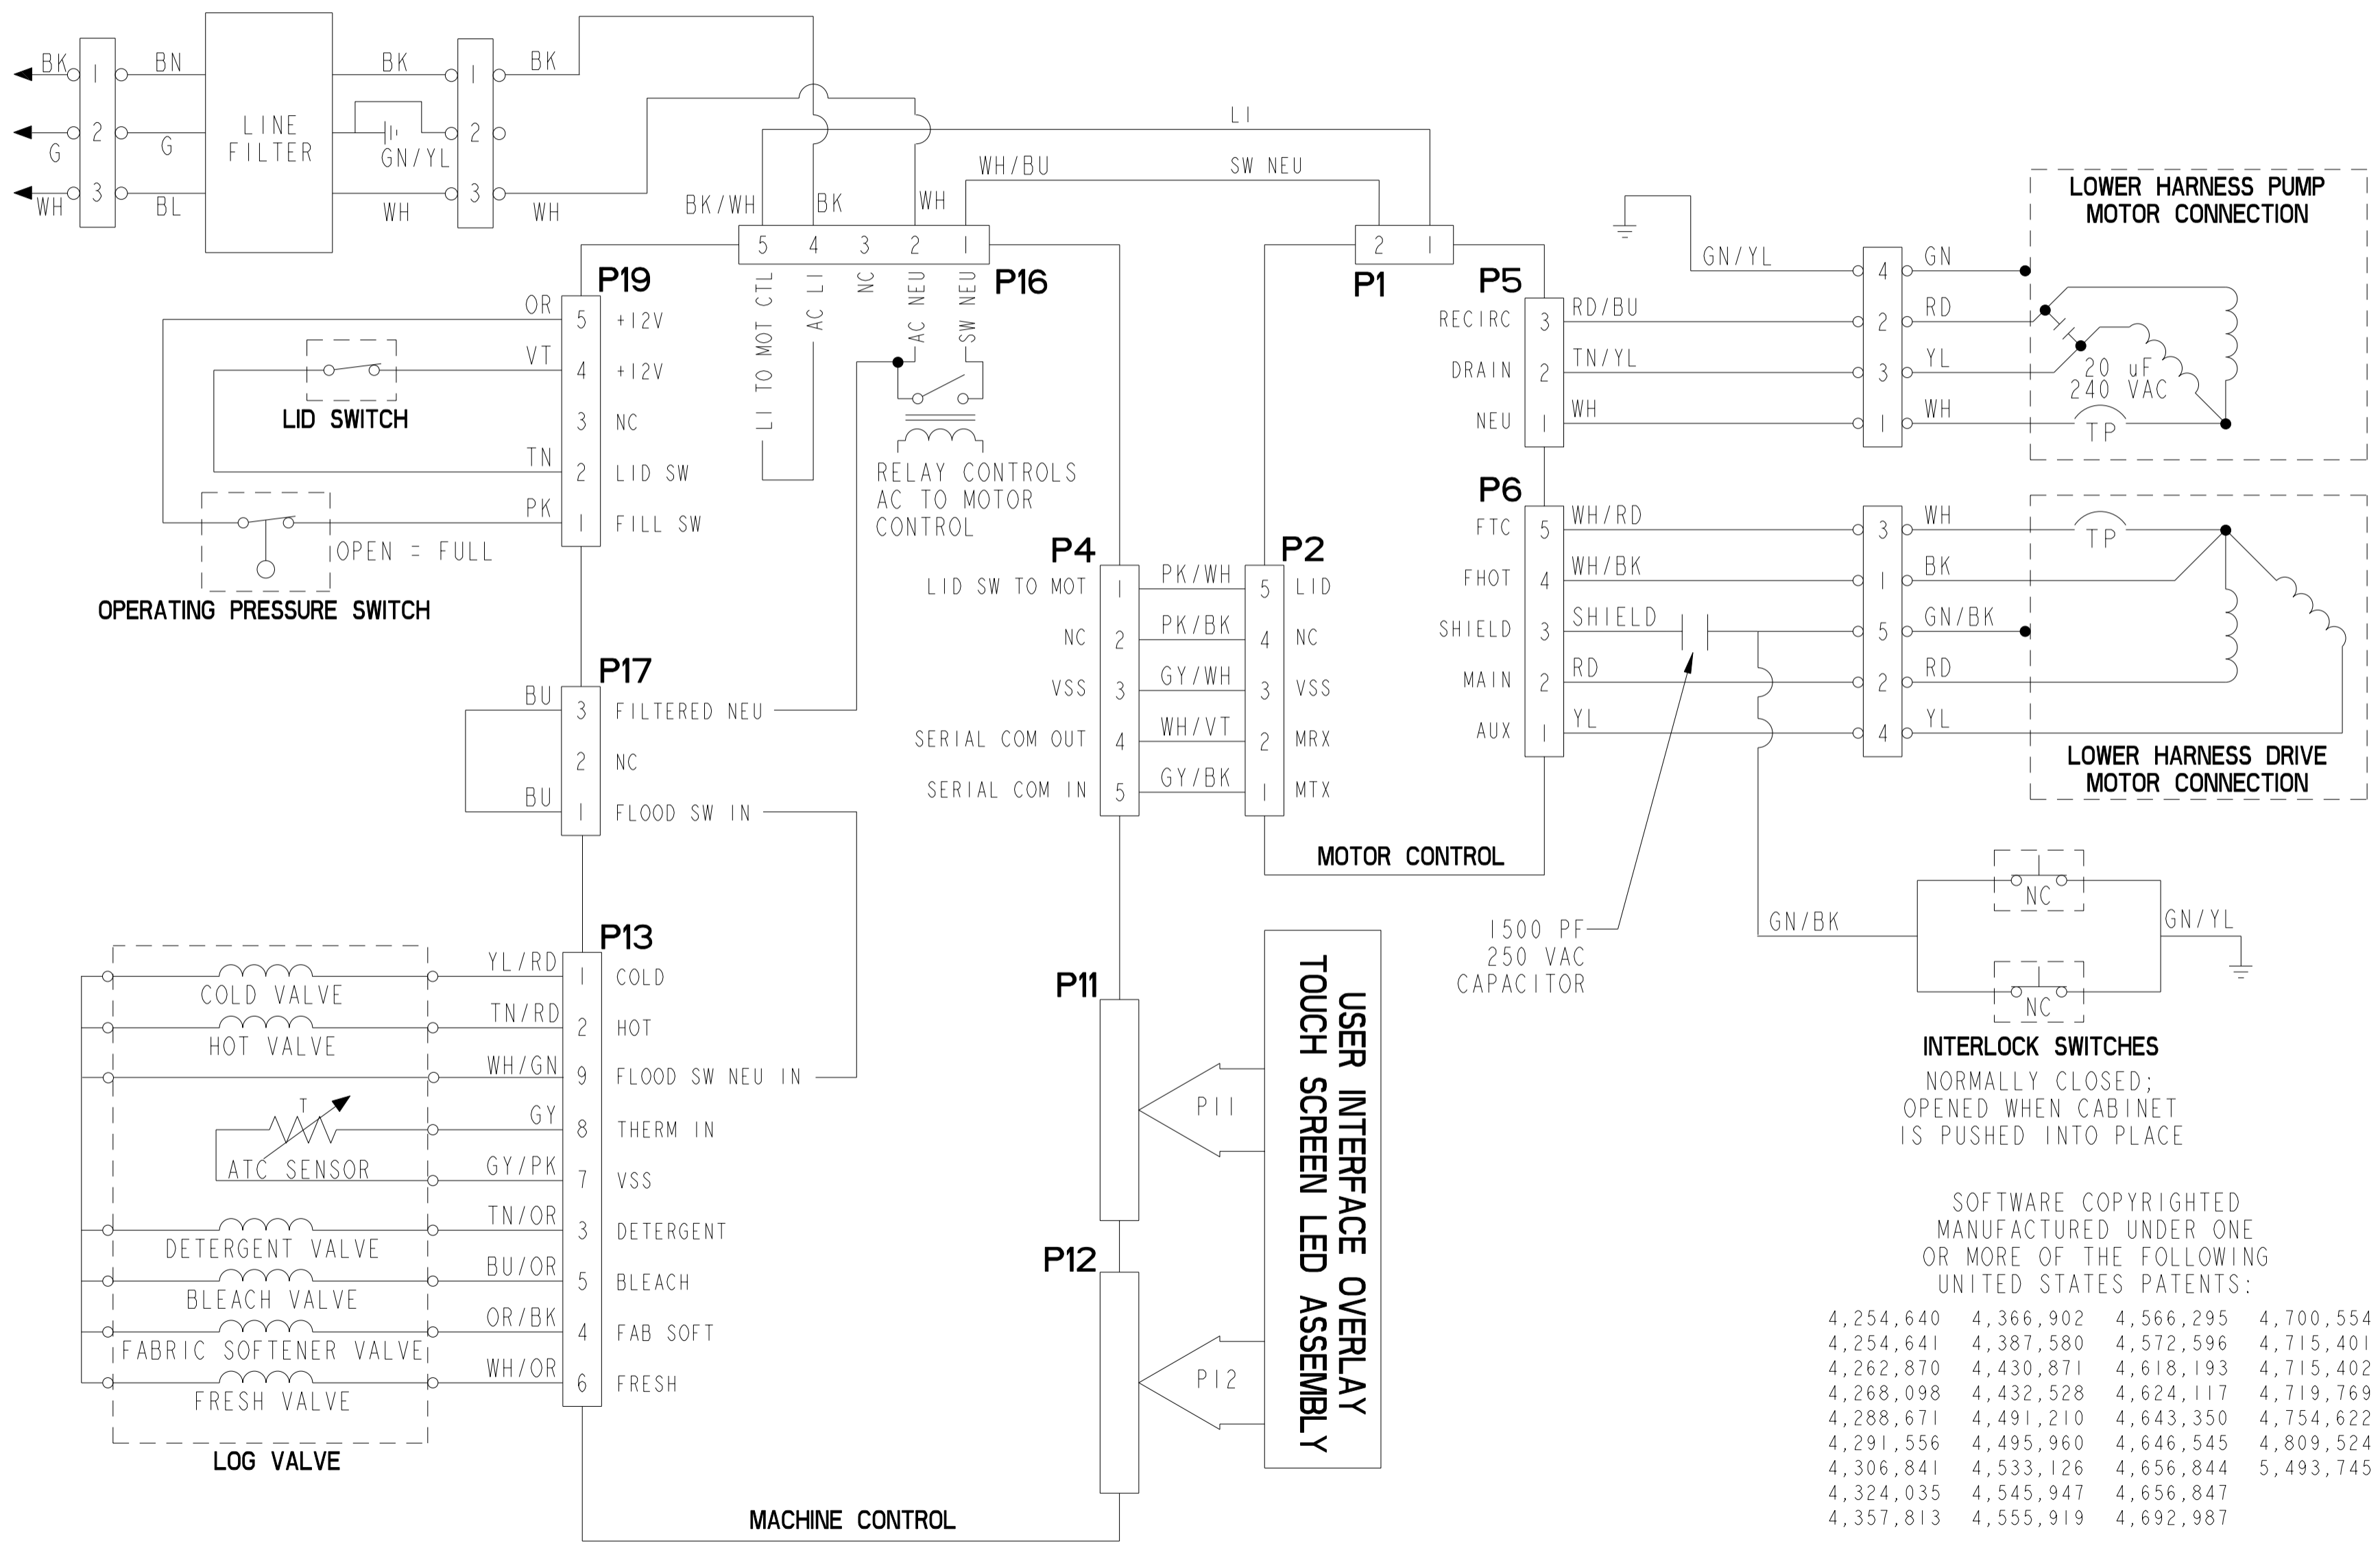 BK
BN
BK
BK
1
1
LINE
FILTER
2
2
G
G
GN/YL
3
3
WH
BL
WH
WH
L1
WH/BU
SW NEU
BK/WH
BK
WH
5 4 3 2 1
P16
L1 TO MOT CTL
AC L1
NC
AC NEU
SW NEU
RELAY CONTROLS
AC TO MOTOR
CONTROL
2 1
P1
P19
OR 5 +12V
VT 4 +12V
3 NC
TN 2 LID SW
PK 1 FILL SW
LID SWITCH
OPEN = FULL
OPERATING PRESSURE SWITCH
P17
BU 3 FILTERED NEU
2 NC
BU 1 FLOOD SW IN
P13
YL/RD 1 COLD
COLD VALVE
TN/RD 2 HOT
HOT VALVE
WH/GN 9 FLOOD SW NEU IN
T
GY 8 THERM IN
ATC SENSOR
GY/PK 7 VSS
TN/OR 3 DETERGENT
DETERGENT VALVE
BU/OR 5 BLEACH
BLEACH VALVE
OR/BK 4 FAB SOFT
FABRIC SOFTENER VALVE
WH/OR 6 FRESH
FRESH VALVE
LOG VALVE
MACHINE CONTROL
P4
P2
LID SW TO MOT 1 PK/WH 5 LID
NC 2 PK/BK 4 NC
VSS 3 GY/WH 3 VSS
SERIAL COM OUT 4 WH/VT 2 MRX
SERIAL COM IN 5 GY/BK 1 MTX
MOTOR CONTROL
P11
P11
P12
P12
USER INTERFACE OVERLAY
TOUCH SCREEN LED ASSEMBLY
P5
GN/YL 4 GN
RECIRC 3 RD/BU 2 RD
DRAIN 2 TN/YL 3 YL
NEU 1 WH 1 WH
LOWER HARNESS PUMP
MOTOR CONNECTION
20 uF
240 VAC
TP
P6
FTC 5 WH/RD 3 WH
FHOT 4 WH/BK 1 BK
SHIELD 3 SHIELD 5 GN/BK
MAIN 2 RD 2 RD
AUX 1 YL 4 YL
TP
LOWER HARNESS DRIVE
MOTOR CONNECTION
1500 PF
250 VAC
CAPACITOR
GN/BK
NC
GN/YL
NC
INTERLOCK SWITCHES
NORMALLY CLOSED;
OPENED WHEN CABINET
IS PUSHED INTO PLACE
SOFTWARE COPYRIGHTED
MANUFACTURED UNDER ONE
OR MORE OF THE FOLLOWING
UNITED STATES PATENTS:
4,254,640 4,366,902 4,566,295 4,700,554
4,254,641 4,387,580 4,572,596 4,715,401
4,262,870 4,430,871 4,618,193 4,715,402
4,268,098 4,432,528 4,624,117 4,719,769
4,288,671 4,491,210 4,643,350 4,754,622
4,291,556 4,495,960 4,646,545 4,809,524
4,306,841 4,533,126 4,656,844 5,493,745
4,324,035 4,545,947 4,656,847
4,357,813 4,555,919 4,692,987